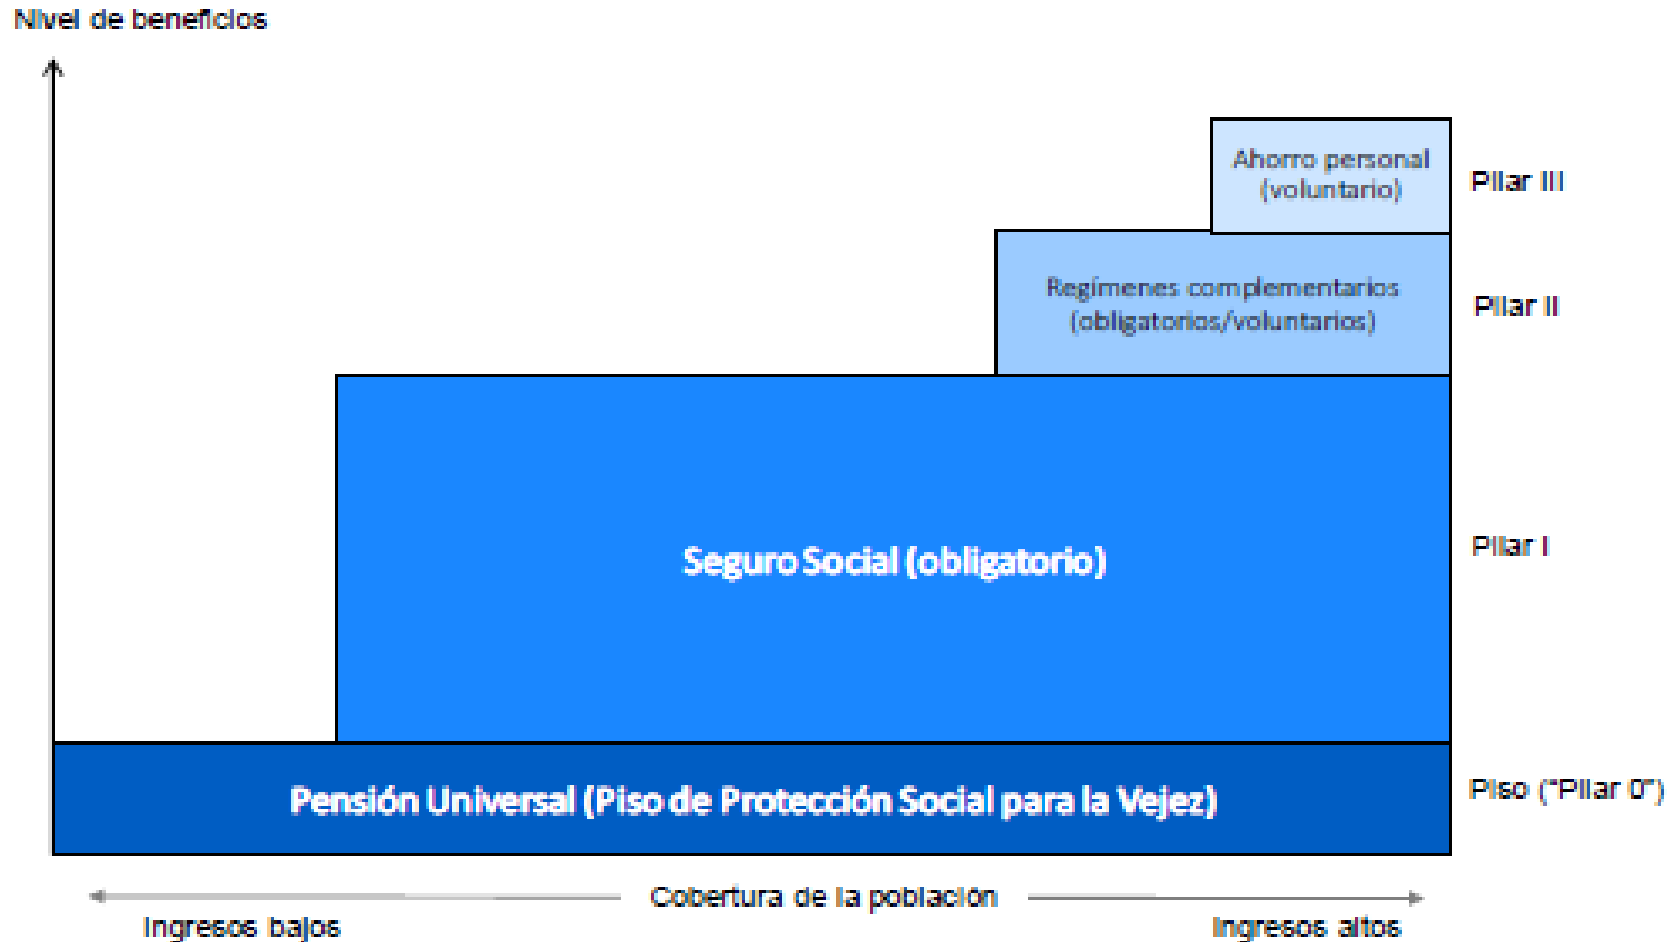 Nivel de beneficios
Ahorro personal
(voluntario)
Pilar III
Regímenes complementarios
(obligatorios/voluntarios)
Pilar II
Seguro Social (obligatorio)
Pilar I
Pensión Universal (Piso de Protección Social para la Vejez)
Piso ("Pilar 0")
Cobertura de la población
Ingresos bajos
Ingresos altos